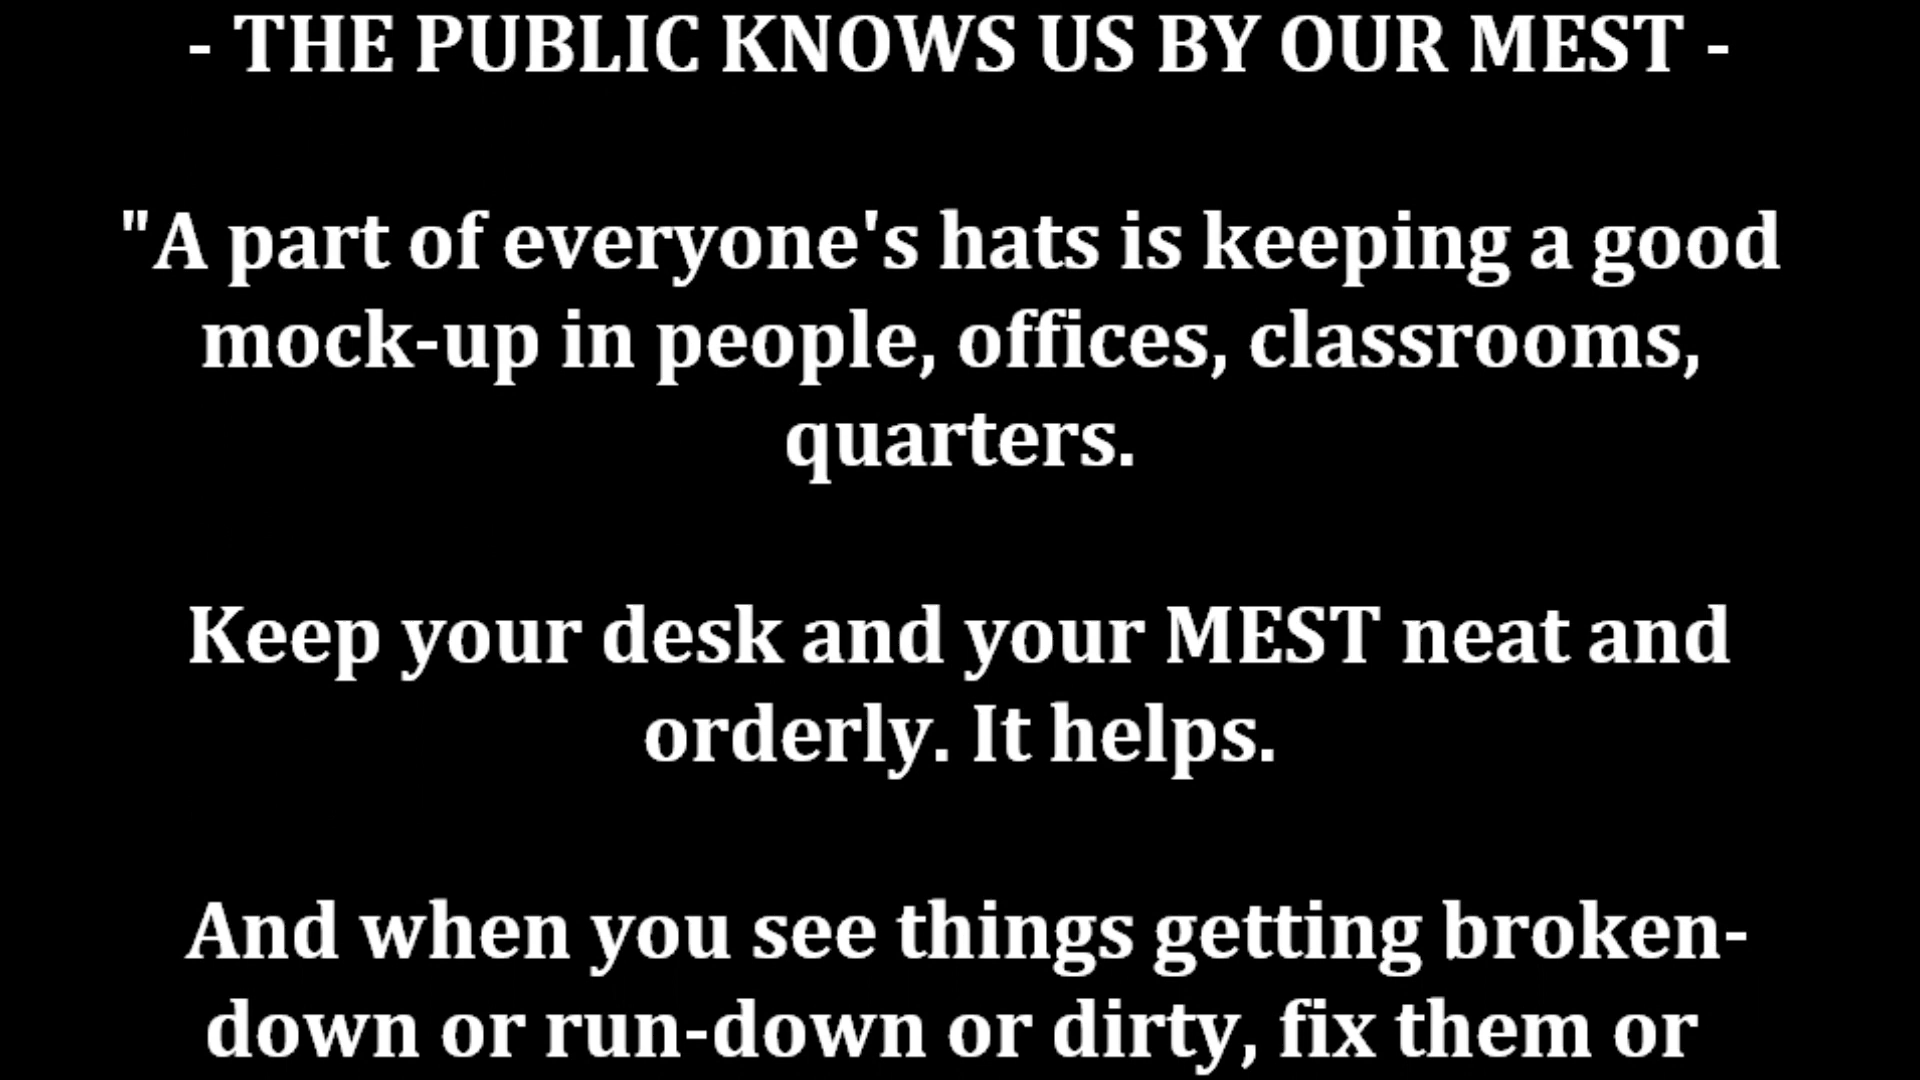 - THE PUBLIC KNOWS US BY OUR MEST -
"A part of everyone's hats is keeping a good
mock-up in people, offices, classrooms,
quarters.
Keep your desk and your MEST neat and
orderly. It helps.
And when you see things getting broken-
down or run-down or dirty, fix them or